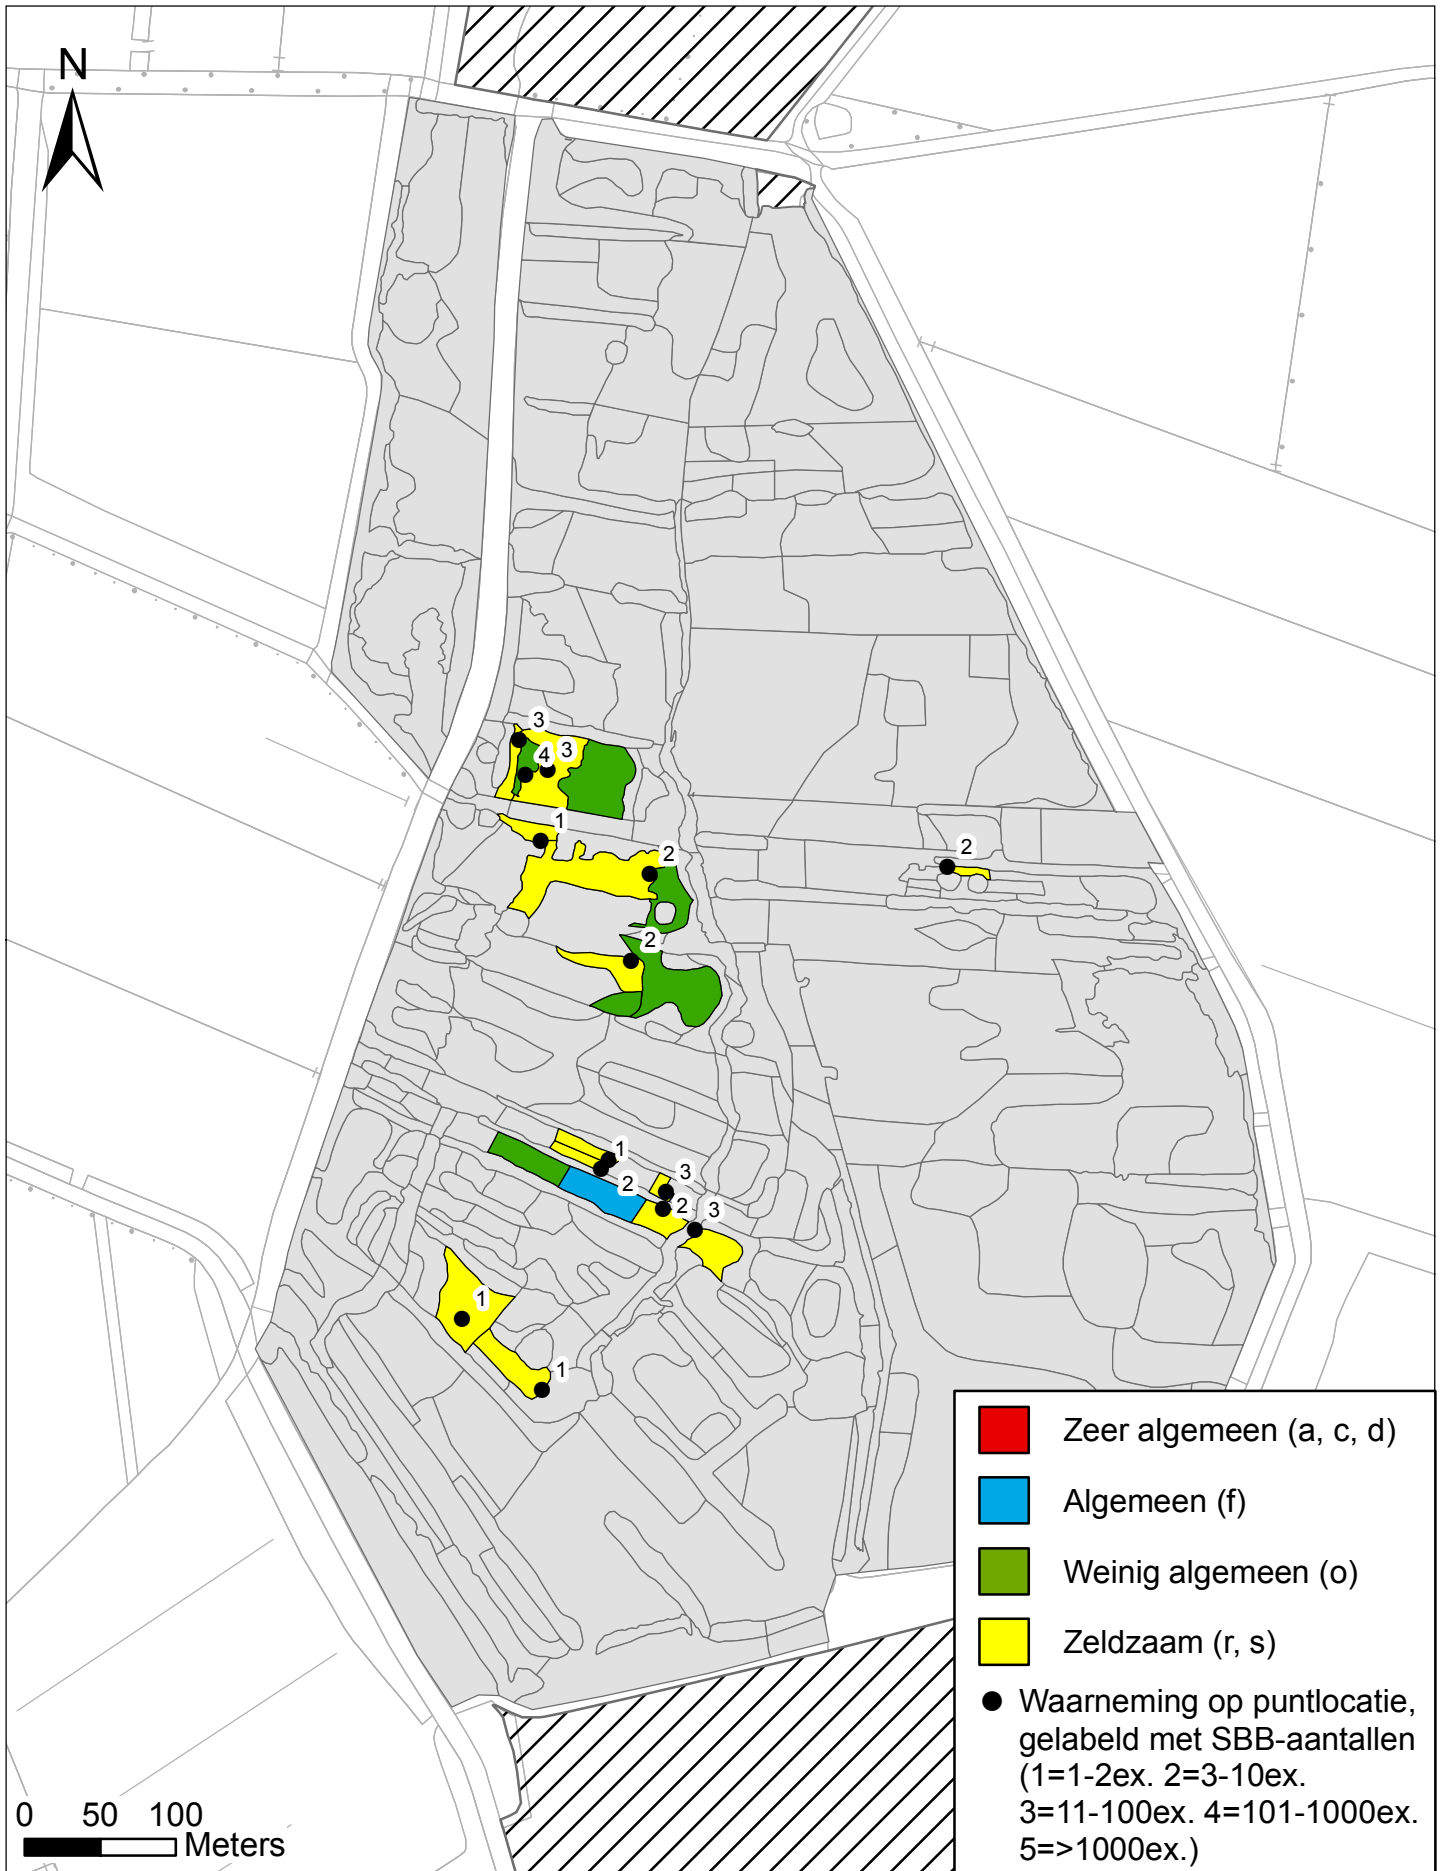 N
3
4 3
1
2
2
2
1
2
3
2 3
1
1
Zeer algemeen (a, c, d)
Algemeen (f)
Weinig algemeen (o)
Zeldzaam (r, s)
Waarneming op puntlocatie,
gelabeld met SBB-aantallen
(1=1-2ex. 2=3-10ex.
3=11-100ex. 4=101-1000ex.
5=>1000ex.)
0 50 100
Meters